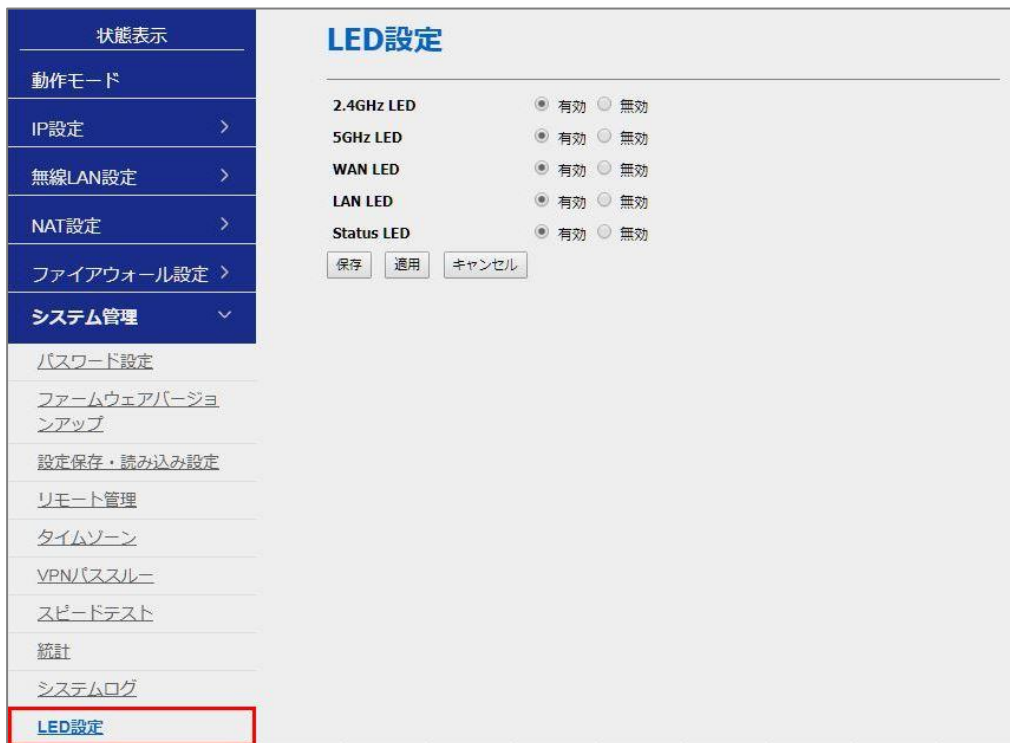 状態表示
動作モード
IP設定
無線LAN設定
NAT設定
ファイアウォール設定
システム管理
パスワード設定
ファームウェアバージョ
ンアップ
設定保存・読み込み設定
リモート管理
タイムゾーン
VPNパススルー
スピードテスト
統計
システムログ
LED設定
LED設定
2.4GHz LED 有効 無効
5GHz LED 有効 無効
WAN LED 有効 無効
LAN LED 有効 無効
Status LED 有効 無効
保存 適用 キャンセル